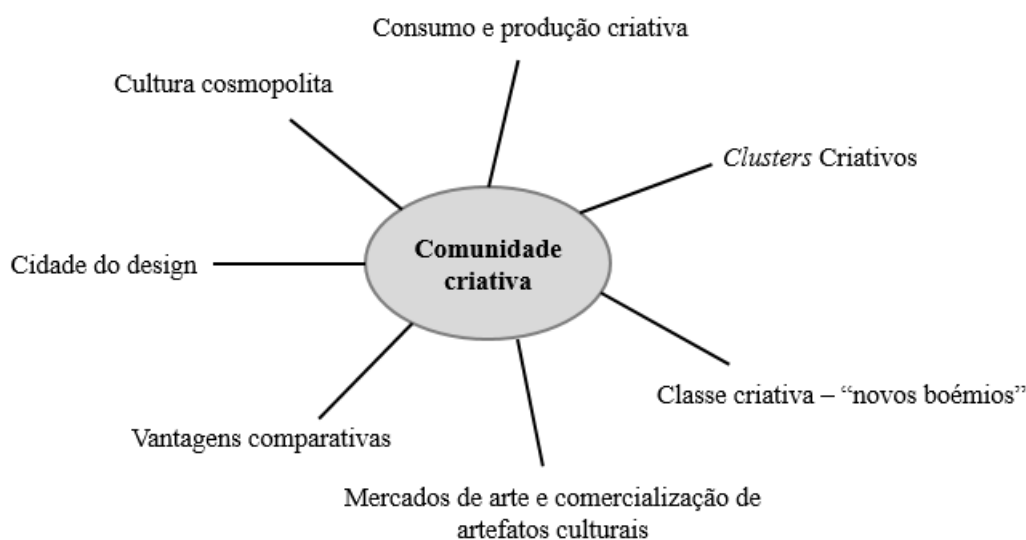 Consumo e produção criativa
Cultura cosmopolita
Clusters Criativos
Comunidade
criativa
Cidade do design
Classe criativa – “novos boémios”
Vantagens comparativas
Mercados de arte e comercialização de
artefatos culturais